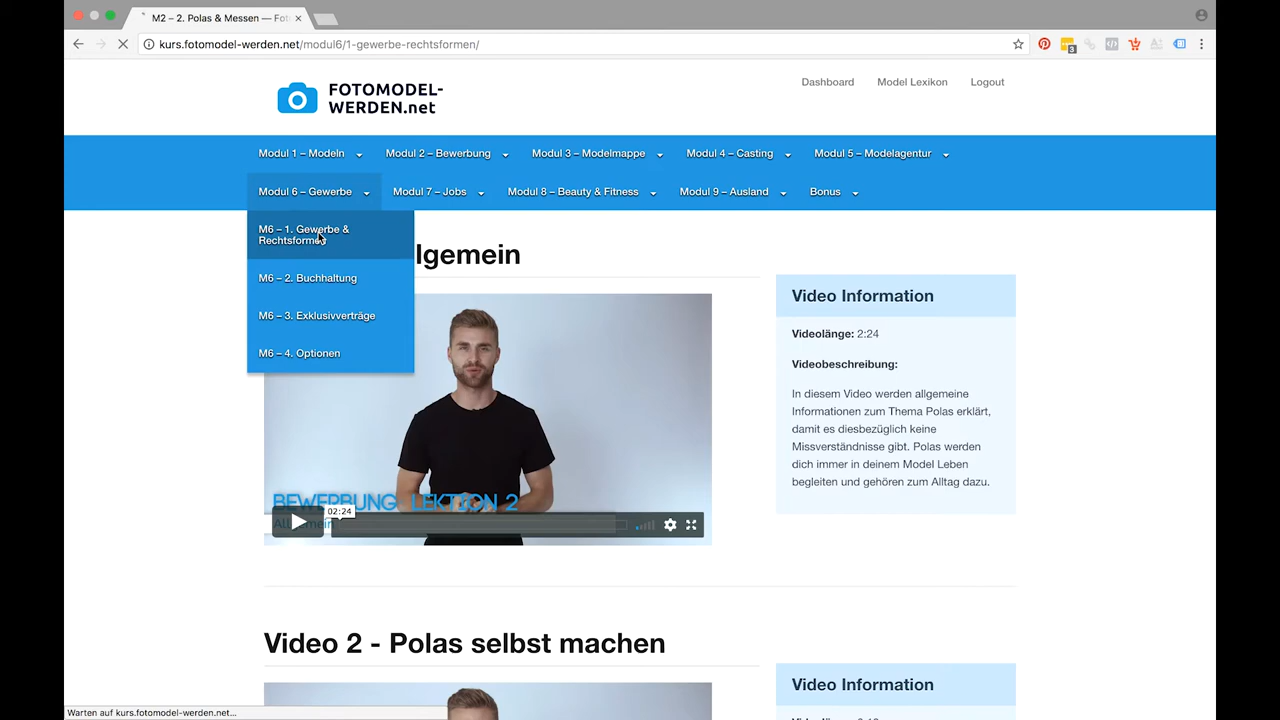 M2 – 2. Polas & Messen — Fot
kurs.fotomodel-werden.net/modul6/1-gewerbe-rechtsformen/
3
FOTOMODEL-
WERDEN.net
Dashboard Model Lexikon Logout
Modul 1 – Modeln Modul 2 – Bewerbung Modul 3 – Modelmappe Modul 4 – Casting Modul 5 – Modelagentur
Modul 6 – Gewerbe Modul 7 – Jobs Modul 8 – Beauty & Fitness Modul 9 – Ausland Bonus
M6 – 1. Gewerbe &
Rechtsformen
M6 – 2. Buchhaltung
M6 – 3. Exklusivverträge
M6 – 4. Optionen
lgemein
Video Information
Videolänge: 2:24
Videobeschreibung:
In diesem Video werden allgemeine
Informationen zum Thema Polas erklärt,
damit es diesbezüglich keine
Missverständnisse gibt. Polas werden
dich immer in deinem Model Leben
begleiten und gehören zum Alltag dazu.
BEWERBUNG LEKTION 2
Allgemein
02:24
Video 2 - Polas selbst machen
Video Information
Warten auf kurs.fotomodel-werden.net...